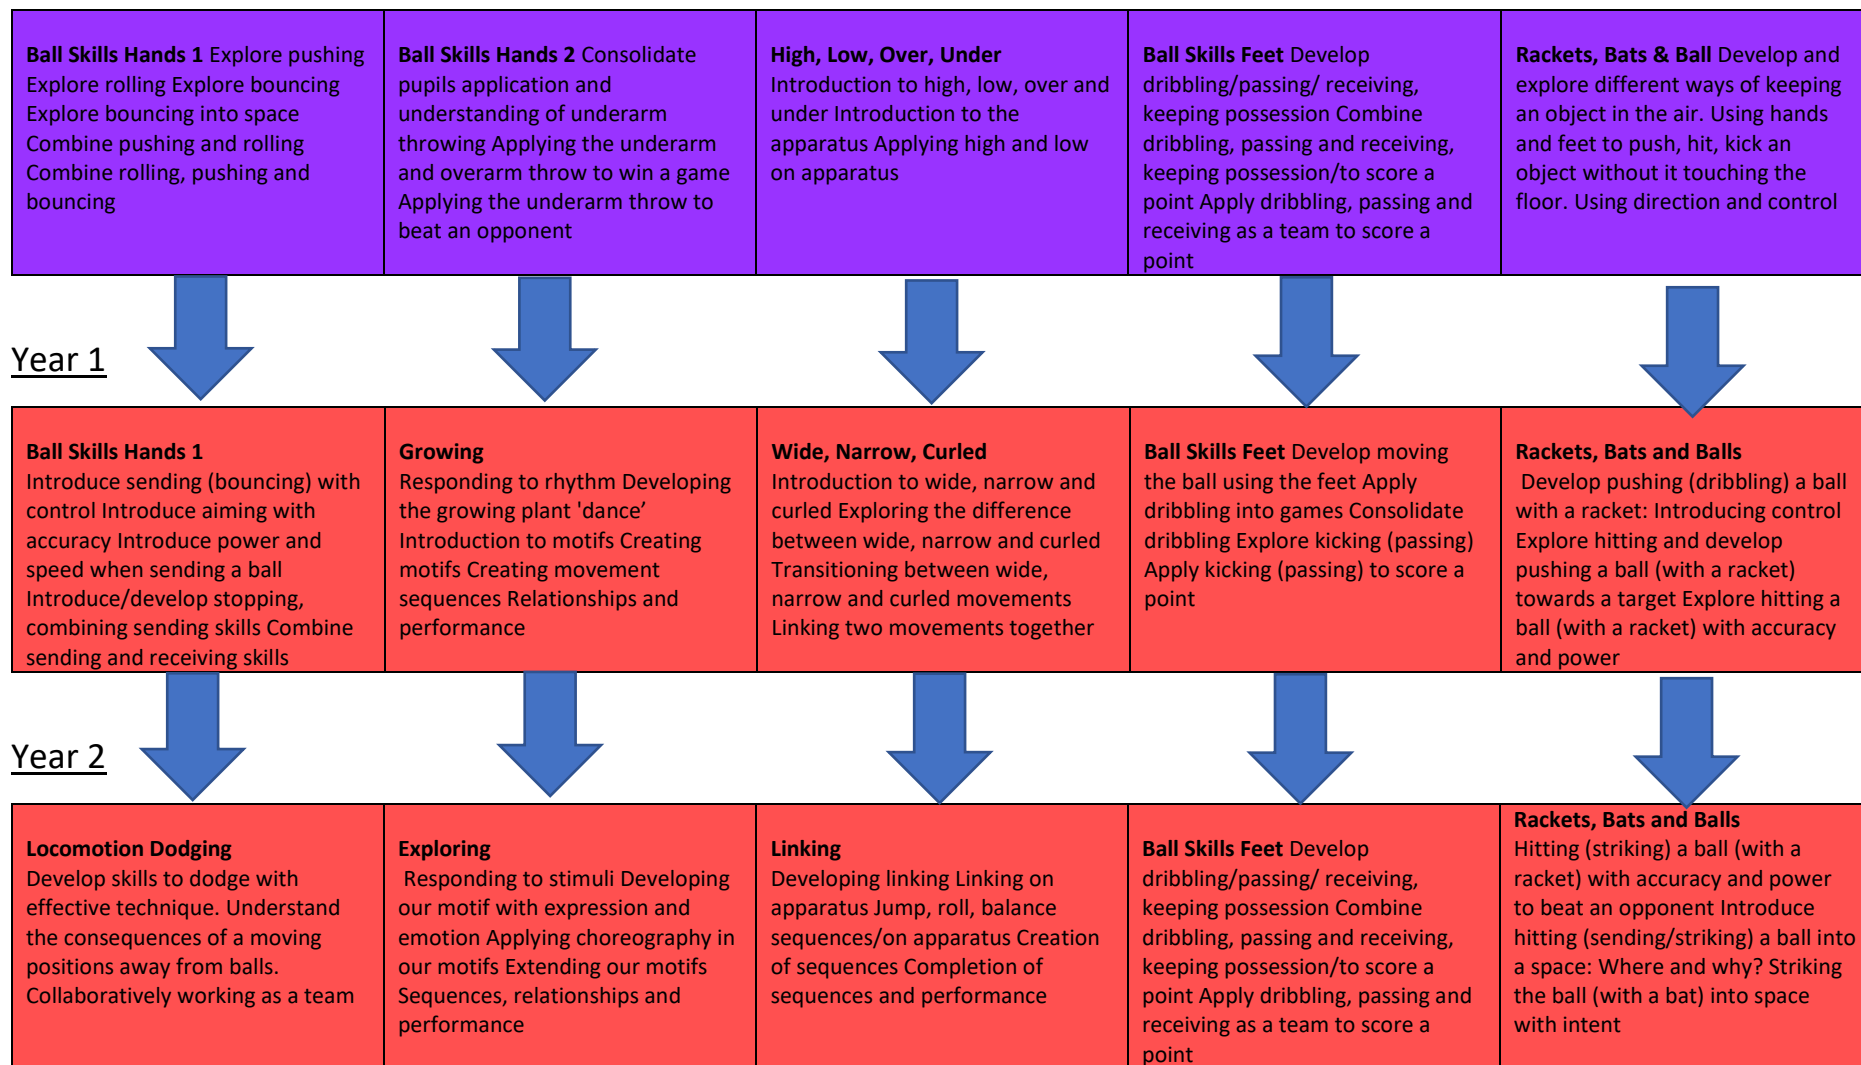 Ball Skills Hands 1 Explore pushing
Explore rolling Explore bouncing
Explore bouncing into space
Combine pushing and rolling
Combine rolling, pushing and
bouncing
Ball Skills Hands 2 Consolidate
pupils application and
understanding of underarm
throwing Applying the underarm
and overarm throw to win a game
Applying the underarm throw to
beat an opponent
High, Low, Over, Under
Introduction to high, low, over and
under Introduction to the
apparatus Applying high and low
on apparatus
Ball Skills Feet Develop
dribbling/passing/ receiving,
keeping possession Combine
dribbling, passing and receiving,
keeping possession/to score a
point Apply dribbling, passing and
receiving as a team to score a
point
Rackets, Bats & Ball Develop and
explore different ways of keeping
an object in the air. Using hands
and feet to push, hit, kick an
object without it touching the
floor. Using direction and control
Year 1
Ball Skills Hands 1
Introduce sending (bouncing) with
control Introduce aiming with
accuracy Introduce power and
speed when sending a ball
Introduce/develop stopping,
combining sending skills Combine
sending and receiving skills
Growing
Responding to rhythm Developing
the growing plant 'dance’
Introduction to motifs Creating
motifs Creating movement
sequences Relationships and
performance
Wide, Narrow, Curled
Introduction to wide, narrow and
curled Exploring the difference
between wide, narrow and curled
Transitioning between wide,
narrow and curled movements
Linking two movements together
Ball Skills Feet Develop moving
the ball using the feet Apply
dribbling into games Consolidate
dribbling Explore kicking (passing)
Apply kicking (passing) to score a
point
Rackets, Bats and Balls
Develop pushing (dribbling) a ball
with a racket: Introducing control
Explore hitting and develop
pushing a ball (with a racket)
towards a target Explore hitting a
ball (with a racket) with accuracy
and power
Year 2
Locomotion Dodging
Develop skills to dodge with
effective technique. Understand
the consequences of a moving
positions away from balls.
Collaboratively working as a team
Exploring
Responding to stimuli Developing
our motif with expression and
emotion Applying choreography in
our motifs Extending our motifs
Sequences, relationships and
performance
Linking
Developing linking Linking on
apparatus Jump, roll, balance
sequences/on apparatus Creation
of sequences Completion of
sequences and performance
Ball Skills Feet Develop
dribbling/passing/ receiving,
keeping possession Combine
dribbling, passing and receiving,
keeping possession/to score a
point Apply dribbling, passing and
receiving as a team to score a
point
Rackets, Bats and Balls
Hitting (striking) a ball (with a
racket) with accuracy and power
to beat an opponent Introduce
hitting (sending/striking) a ball into
a space: Where and why? Striking
the ball (with a bat) into space
with intent